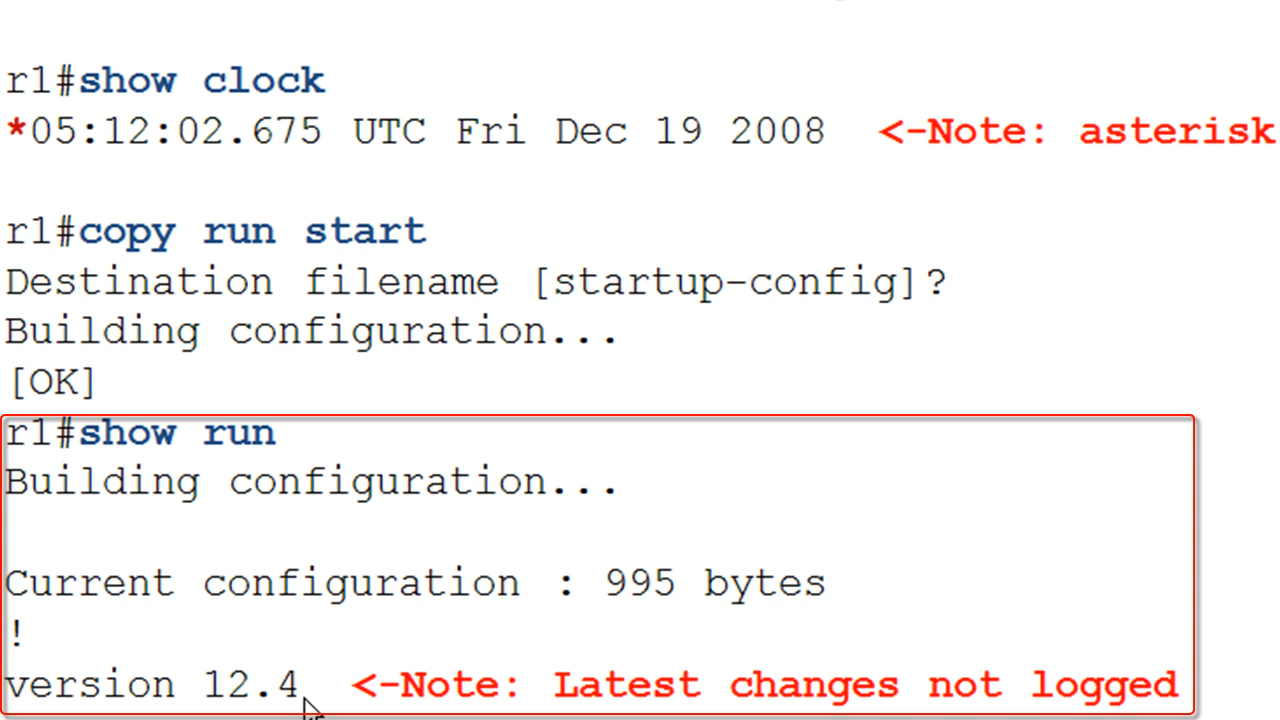 r1#show clock
*05:12:02.675 UTC Fri Dec 19 2008 <-Note: asterisk
r1#copy run start
Destination filename [startup-config]?
Building configuration...
[OK]
r1#show run
Building configuration...
Current configuration : 995 bytes
!
version 12.4 <-Note: Latest changes not logged